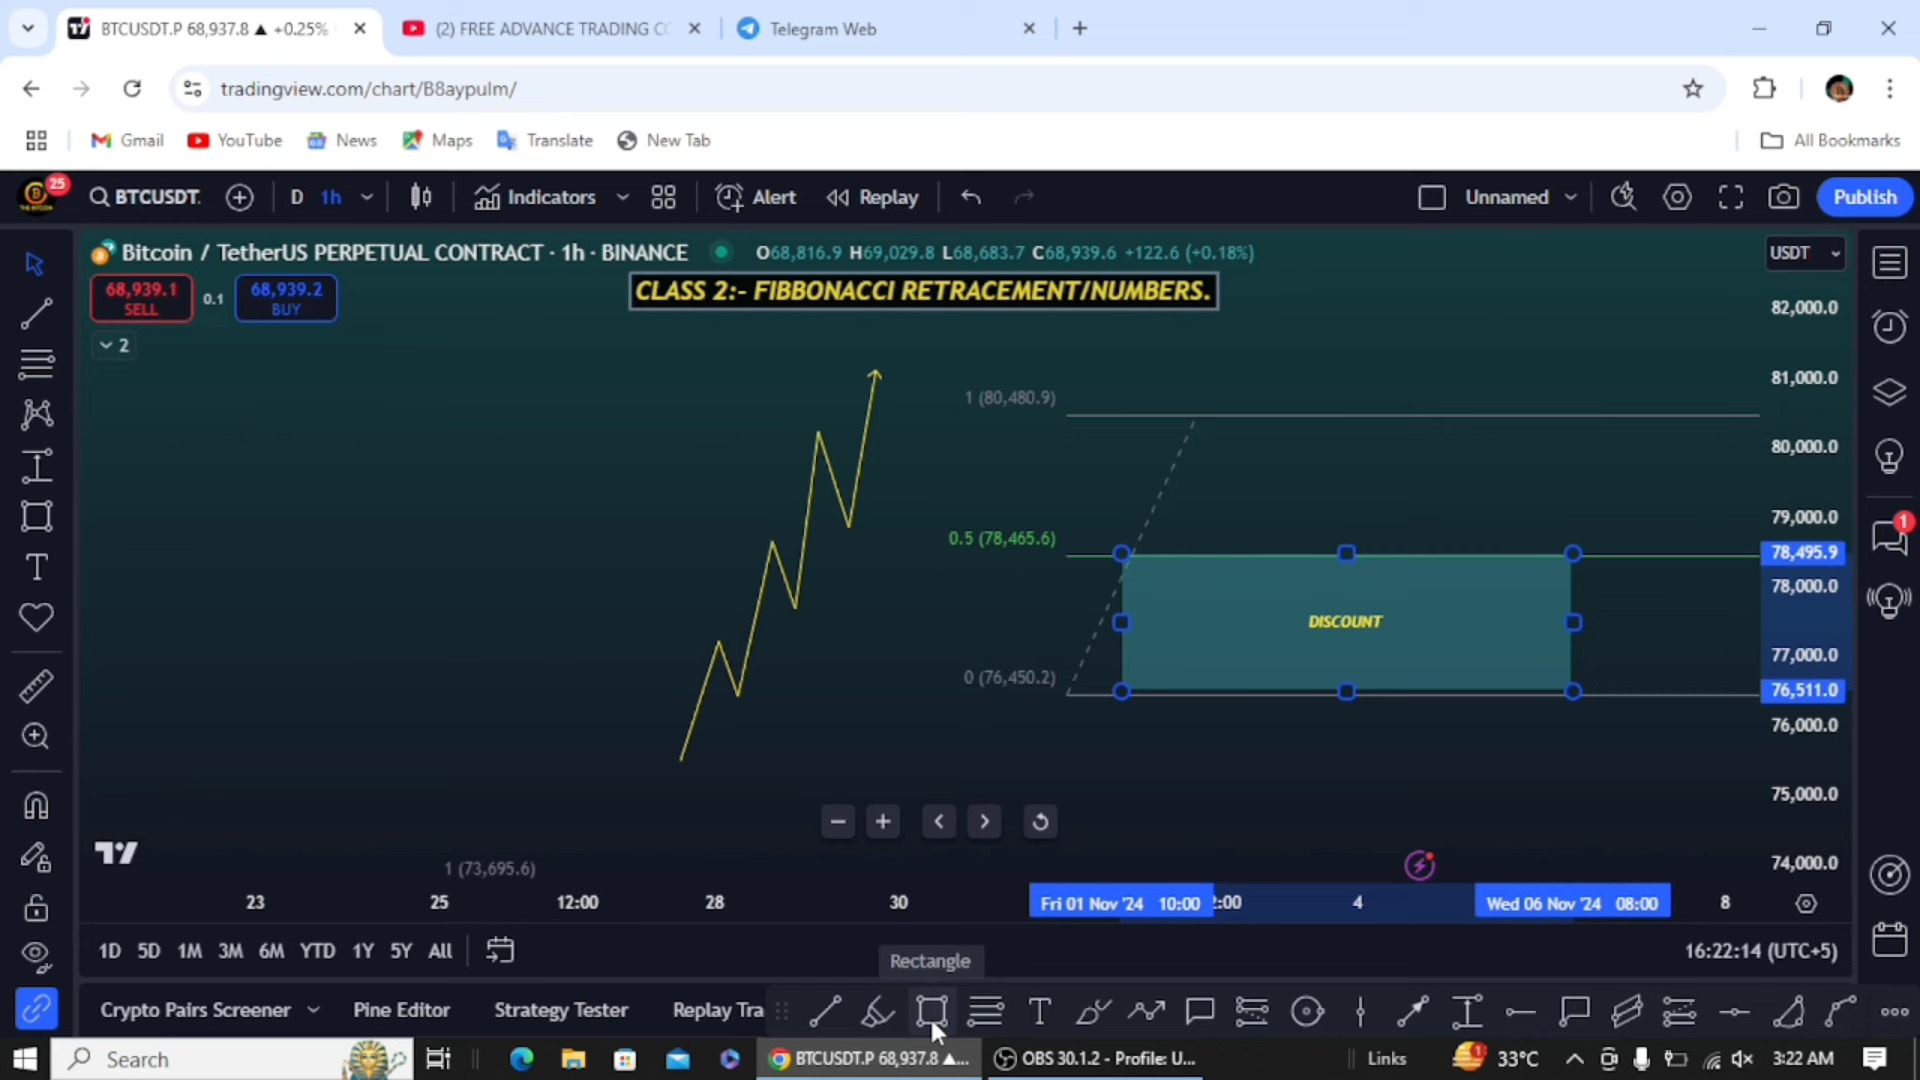 BTCUSDT.P 68,937.8 ▲ +0.25%
(2) FREE ADVANCE TRADING CO
Telegram Web
tradingview.com/chart/B8aypulm/
Gmail
YouTube
News
Maps
Translate
New Tab
All Bookmarks
25
BTCUSDT.
D
1h
Indicators
Alert
Replay
Unnamed
Publish
Bitcoin / TetherUS PERPETUAL CONTRACT · 1h · BINANCE
O68,816.9 H69,029.8 L68,683.7 C68,939.6 +122.6 (+0.18%)
USDT
68,939.1
SELL
0.1
68,939.2
BUY
CLASS 2:- FIBBONACCI RETRACEMENT/NUMBERS.
2
82,000.0
81,000.0
80,000.0
79,000.0
78,495.9
78,000.0
77,000.0
76,511.0
76,000.0
75,000.0
74,000.0
1 (80,480.9)
0.5 (78,465.6)
DISCOUNT
0 (76,450.2)
1 (73,695.6)
1
23
25
12:00
28
30
Fri 01 Nov '24 10:00
2:00
4
Wed 06 Nov '24 08:00
8
1D
5D
1M
3M
6M
YTD
1Y
5Y
All
16:22:14 (UTC+5)
Rectangle
Crypto Pairs Screener
Pine Editor
Strategy Tester
Replay Tra
Search
BTCUSDT.P 68,937.8 ▲...
OBS 30.1.2 - Profile: U...
Links
1
33°C
3:22 AM